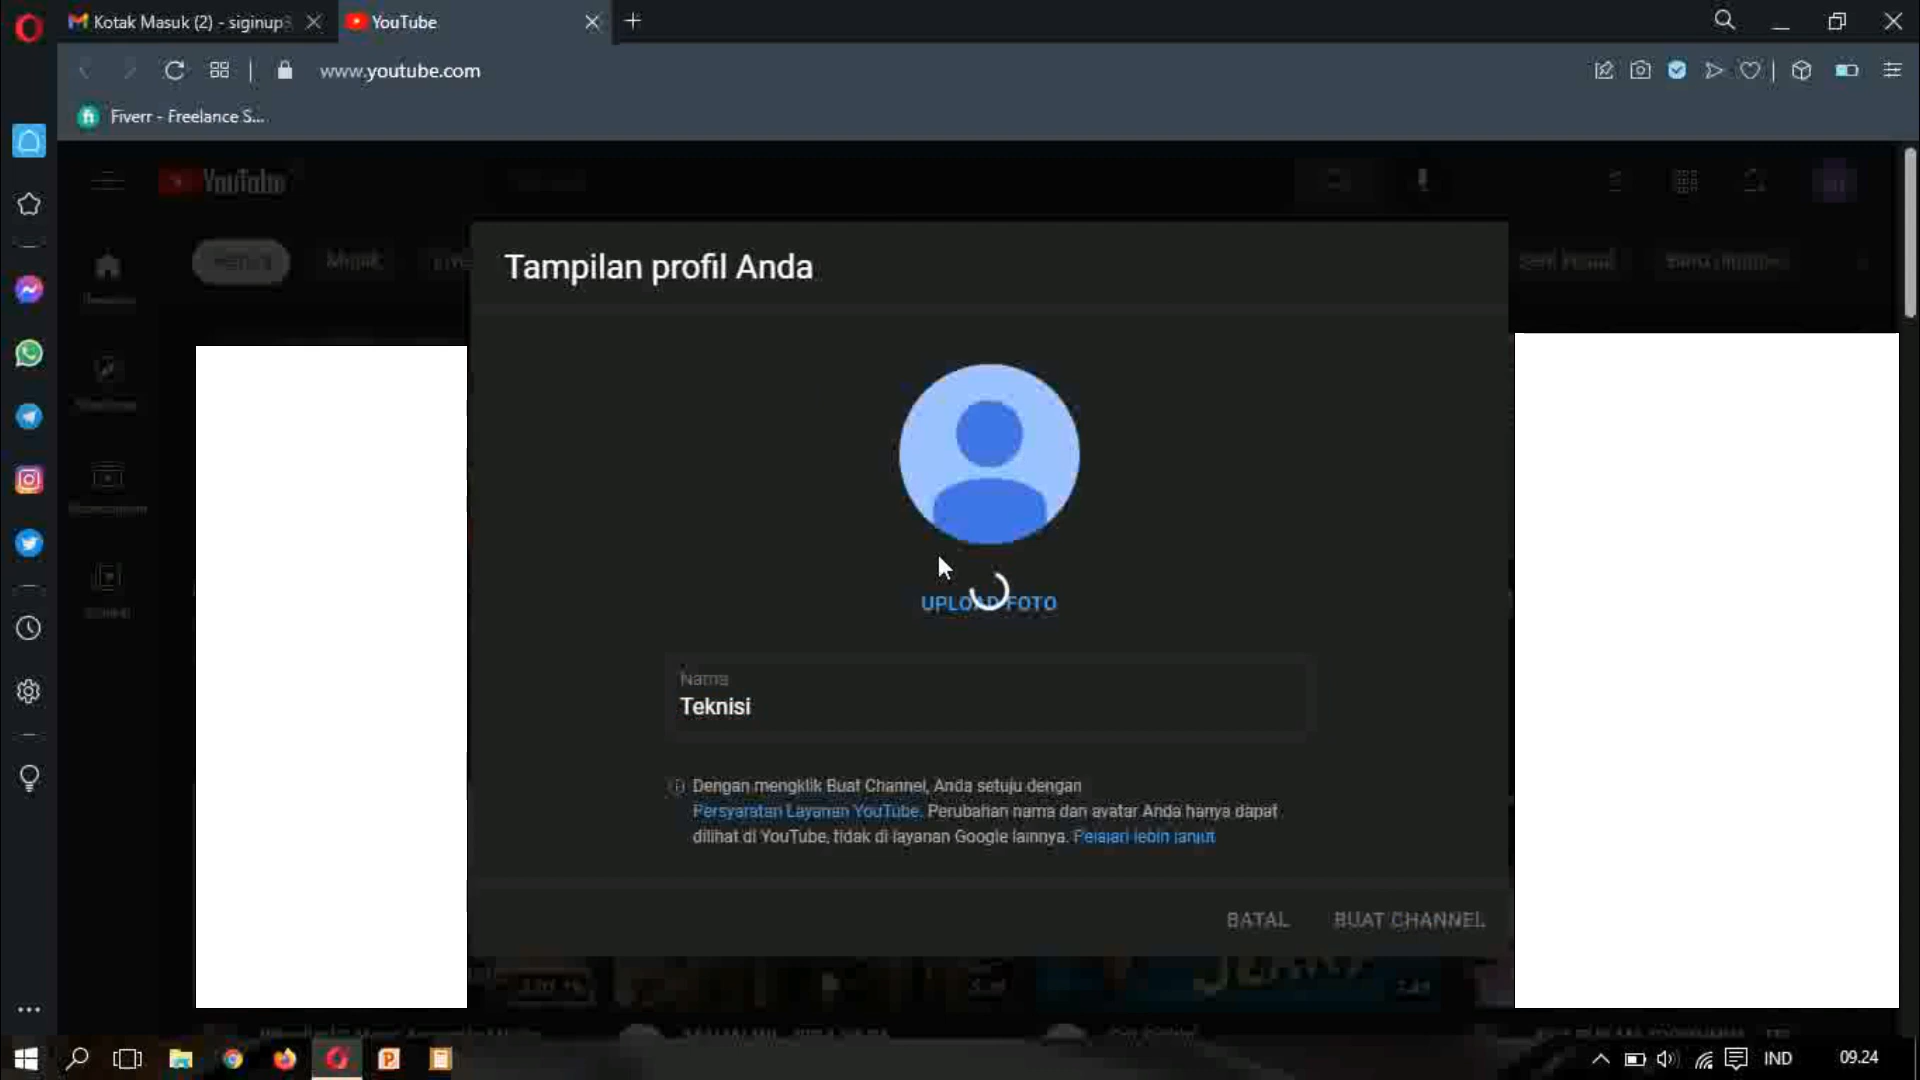 Kotak Masuk (2) - siginup
YouTube
www.youtube.com
Fiverr - Freelance S...
YouTube
Tampilan profil Anda
UPLOAD FOTO
Nama
Teknisi
Dengan mengklik Buat Channel, Anda setuju dengan
Persyaratan Layanan YouTube. Perubahan nama dan avatar Anda hanya dapat
dilihat di YouTube, tidak di layanan Google lainnya. Pelajari lebih lanjut
BATAL
BUAT CHANNEL
IND
09.24